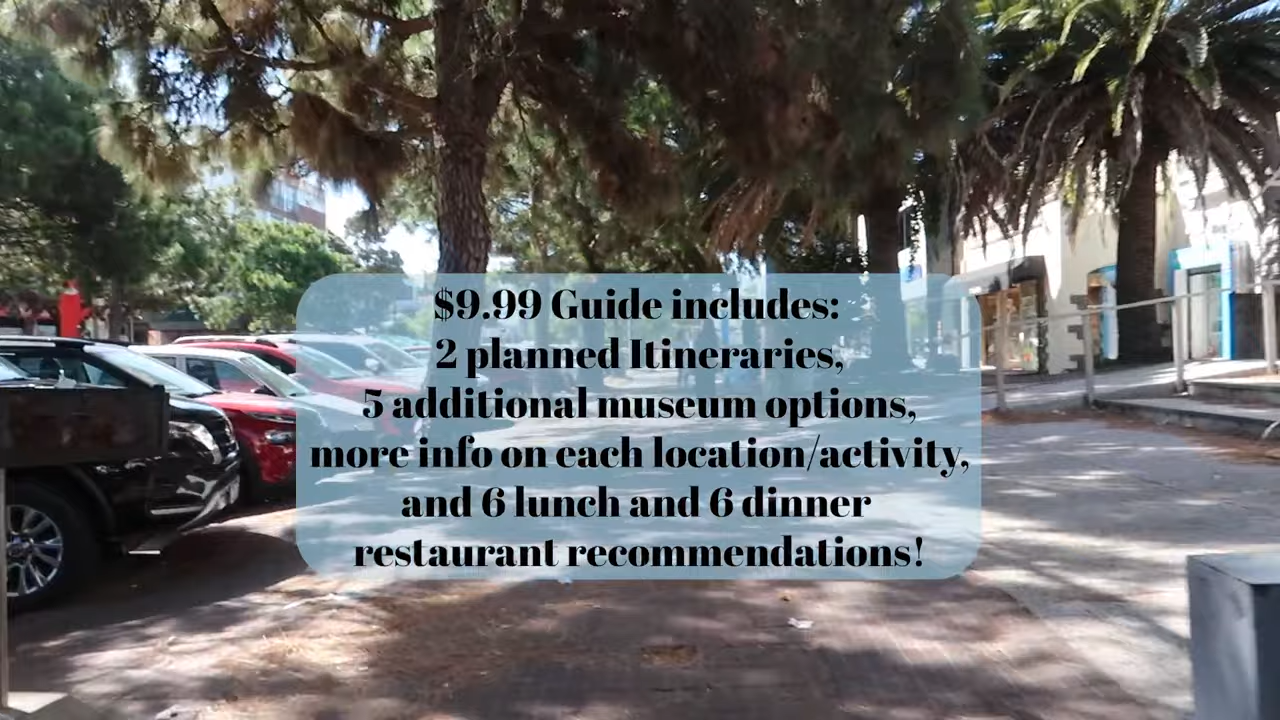 $9.99 Guide includes:
2 planned Itineraries,
5 additional museum options,
more info on each location/activity,
and 6 lunch and 6 dinner
restaurant recommendations!